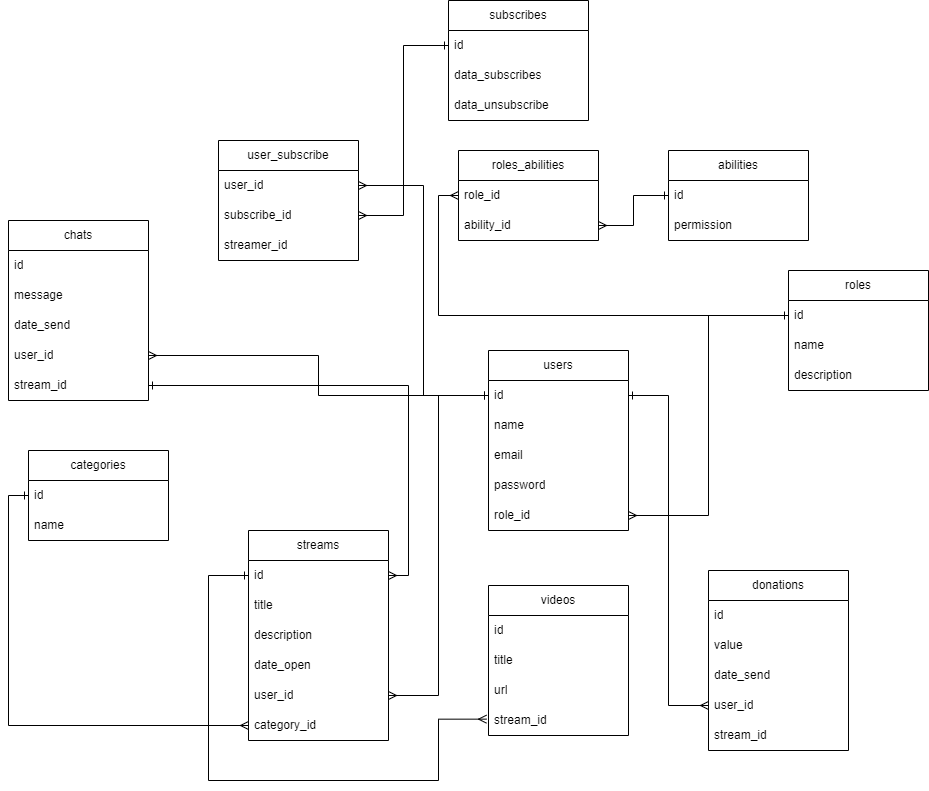 subscribes
id
data_subscribes
data_unsubscribe
user_subscribe
user_id
subscribe_id
streamer_id
roles_abilities
role_id
ability_id
abilities
id
permission
chats
id
message
date_send
user_id
stream_id
roles
id
name
description
users
id
name
email
password
role_id
categories
id
name
streams
id
title
description
date_open
user_id
category_id
videos
id
title
url
stream_id
donations
id
value
date_send
user_id
stream_id